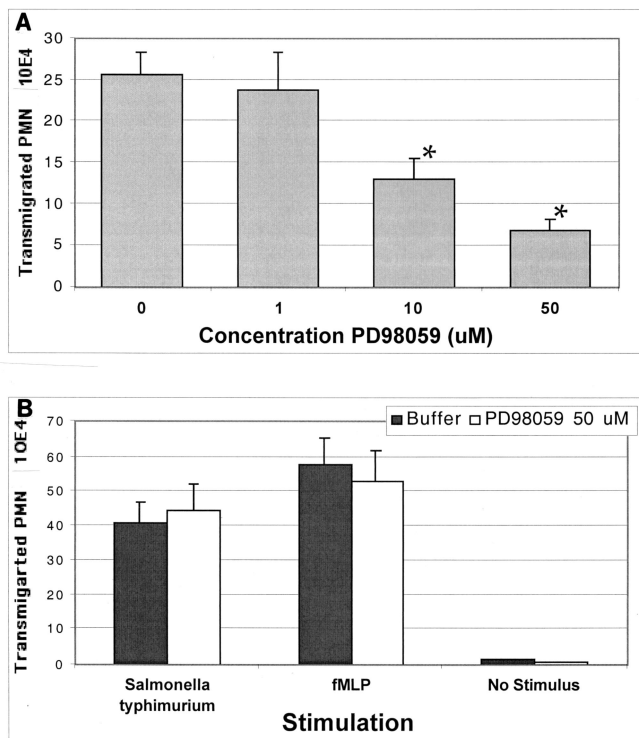 A
Transmigrated PMN 10E4
30
25
20
15
10
5
0
*
*
0 1 10 50
Concentration PD98059 (uM)
B
Transmigarted PMN 10E4
70
60
50
40
30
20
10
0
Buffer PD98059 50 uM
Salmonella typhimurium fMLP No Stimulus
Stimulation